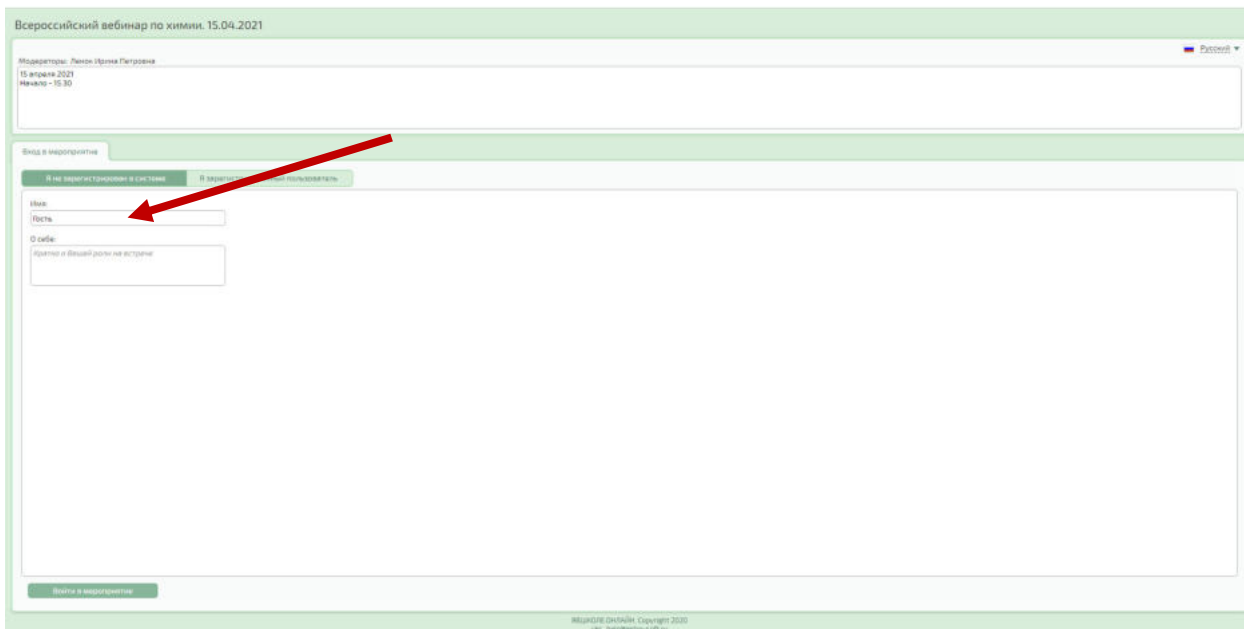 Всероссийский вебинар по химии. 15.04.2021
Русский
Модераторы: Ленок Ирина Петровна
15 апреля 2021
Начало - 15.30
Вход в мероприятие
Я не зарегистрирован в системе
Я пользователь
Имя:
Гость
О себе:
Кратко о Вашей роли на встрече
Войти в мероприятие
ОНЛАЙН, Copyright 2020